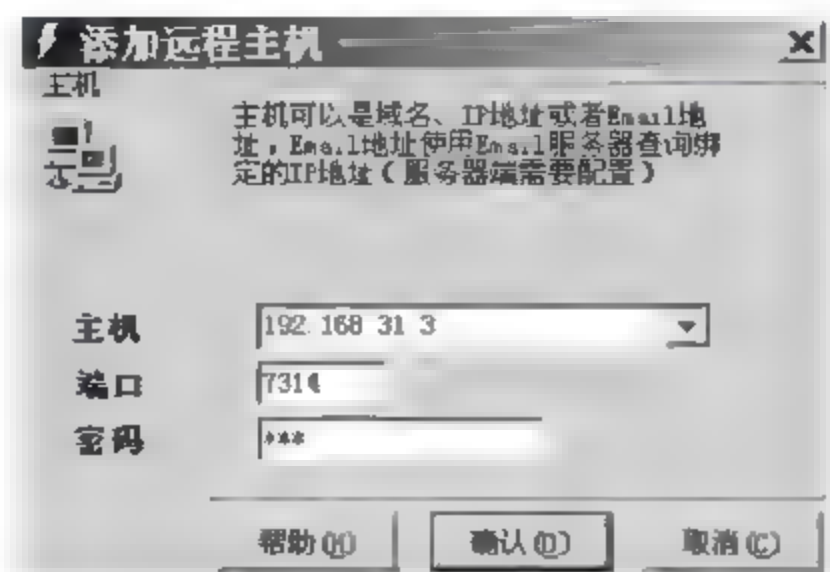 添加远程主机
主机
主机可以是域名、IP地址或者Email地
址，Email地址使用Email服务器查询绑
定的IP地址（服务器端需要配置）
主机 192.168.31.3
端口 7314
密码 ***
帮助(H) 确认(O) 取消(C)